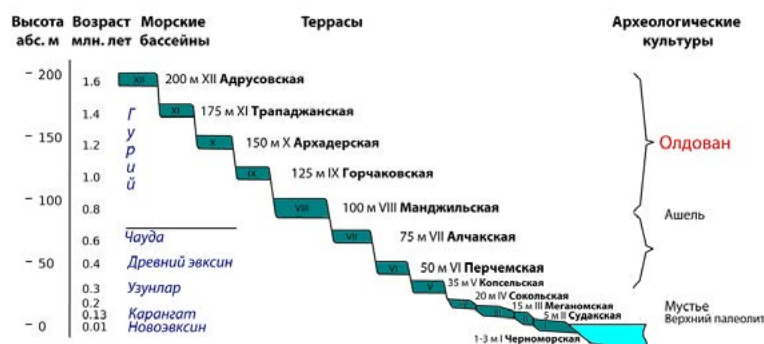 Высота Возраст Морские Террасы Археологические
абс. м млн. лет бассейны культуры
200 1.6 XII 200 м XII Адрусовская
1.4 XI 175 м XI Трападжанская
Гурий
150 1.2 X 150 м X Архадерская Олдован
1.0 IX 125 м IX Горчаковская
100 0.8 VIII 100 м VIII Манджильская Ашель
0.6 Чауда VII 75 м VII Алчакская
50 0.4 Древний эвксин VI 50 м VI Перчемская
0.3 Узунлар V 35 м V Копсельская
0.2 IV 20 м IV Сокольская Мустье
0.13 Карангат III 15 м III Меганомская Верхний палеолит
0 0.01 Новоэвксин II 5 м II Судакская
I 1-3 м I Черноморская